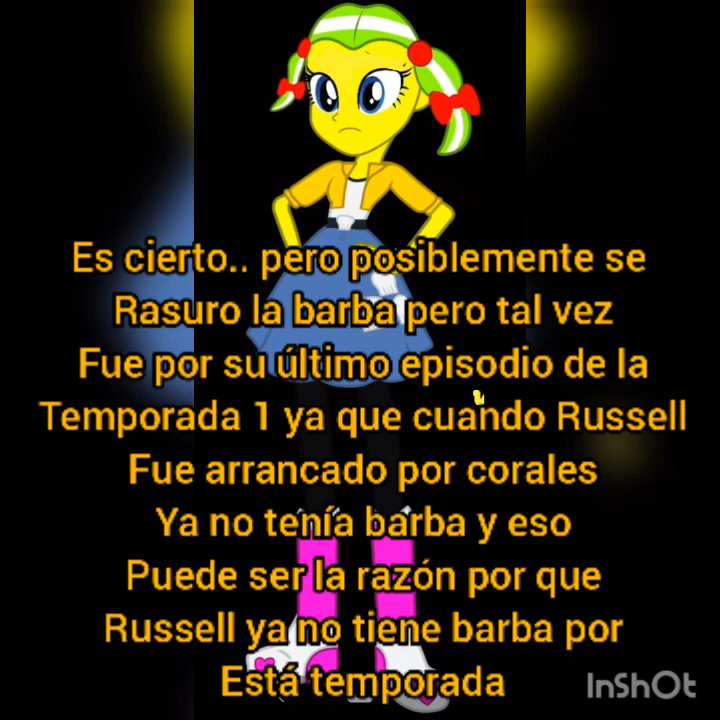 Es cierto.. pero posiblemente se
Rasuro la barba pero tal vez
Fue por su último episodio de la
Temporada 1 ya que cuando Russell
Fue arrancado por corales
Ya no tenía barba y eso
Puede ser la razón por que
Russell ya no tiene barba por
Está temporada
InShOt